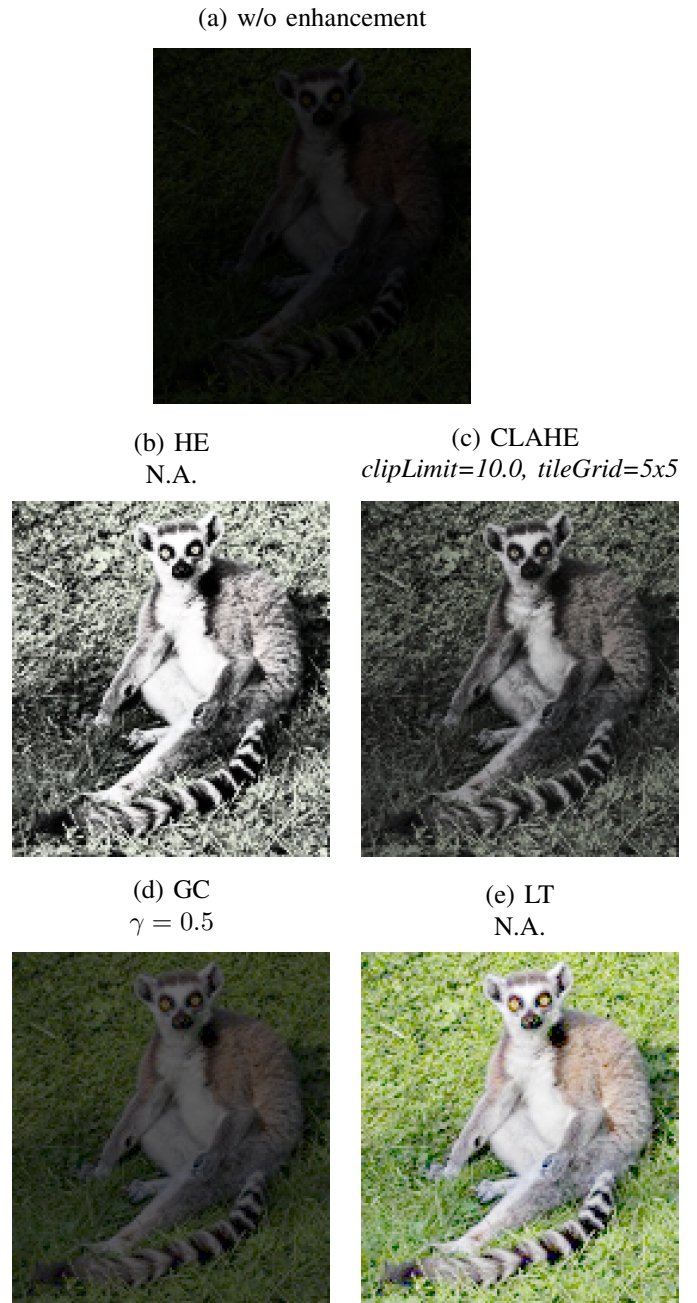 (a) w/o enhancement
(b) HE
N.A.
(c) CLAHE
clipLimit=10.0, tileGrid=5x5
(d) GC
γ = 0.5
(e) LT
N.A.